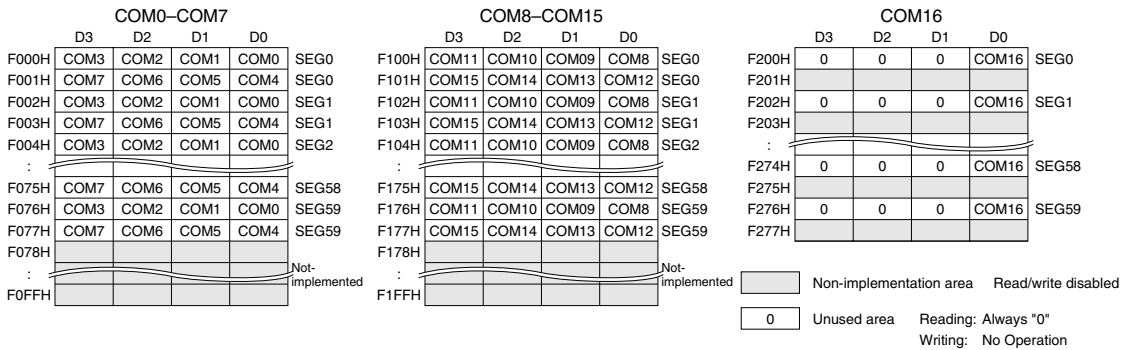 COM0–COM7
D3 D2 D1 D0
F000H COM3 COM2 COM1 COM0 SEG0
F001H COM7 COM6 COM5 COM4 SEG0
F002H COM3 COM2 COM1 COM0 SEG1
F003H COM7 COM6 COM5 COM4 SEG1
F004H COM3 COM2 COM1 COM0 SEG2
:
F075H COM7 COM6 COM5 COM4 SEG58
F076H COM3 COM2 COM1 COM0 SEG59
F077H COM7 COM6 COM5 COM4 SEG59
F078H
: Not-
implemented
F0FFH
COM8–COM15
D3 D2 D1 D0
F100H COM11 COM10 COM09 COM8 SEG0
F101H COM15 COM14 COM13 COM12 SEG0
F102H COM11 COM10 COM09 COM8 SEG1
F103H COM15 COM14 COM13 COM12 SEG1
F104H COM11 COM10 COM09 COM8 SEG2
:
F175H COM15 COM14 COM13 COM12 SEG58
F176H COM11 COM10 COM09 COM8 SEG59
F177H COM15 COM14 COM13 COM12 SEG59
F178H
: Not-
implemented
F1FFH
COM16
D3 D2 D1 D0
F200H 0 0 0 COM16 SEG0
F201H
F202H 0 0 0 COM16 SEG1
F203H
:
F274H 0 0 0 COM16 SEG58
F275H
F276H 0 0 0 COM16 SEG59
F277H
Non-implementation area Read/write disabled
0 Unused area Reading: Always "0"
Writing: No Operation